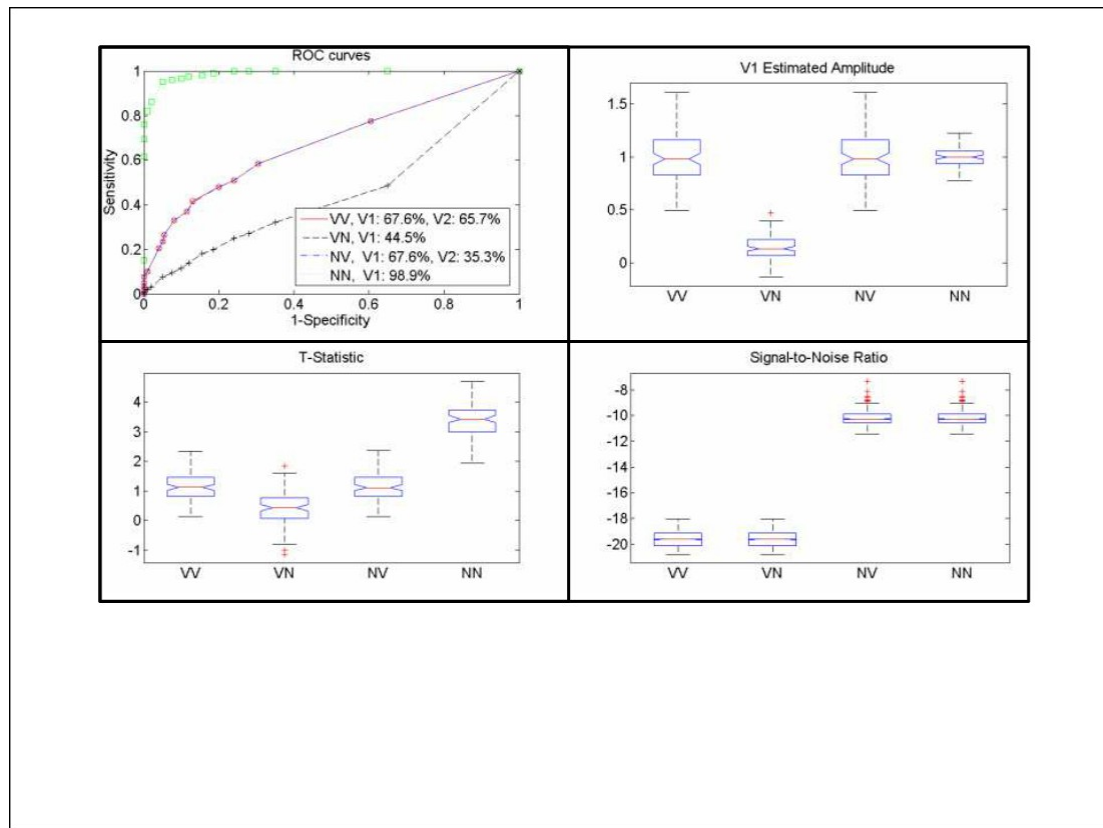 ROC curves
1
0.8
0.6
0.4
0.2
0
Sensitivity
VV, V1: 67.6%, V2: 65.7%
VN, V1: 44.5%
NV, V1: 67.6%, V2: 35.3%
NN, V1: 98.9%
0 0.2 0.4 0.6 0.8 1
1-Specificity
V1 Estimated Amplitude
1.5
1
0.5
0
VV VN NV NN
T-Statistic
4
3
2
1
0
-1
VV VN NV NN
Signal-to-Noise Ratio
-8
-10
-12
-14
-16
-18
-20
VV VN NV NN